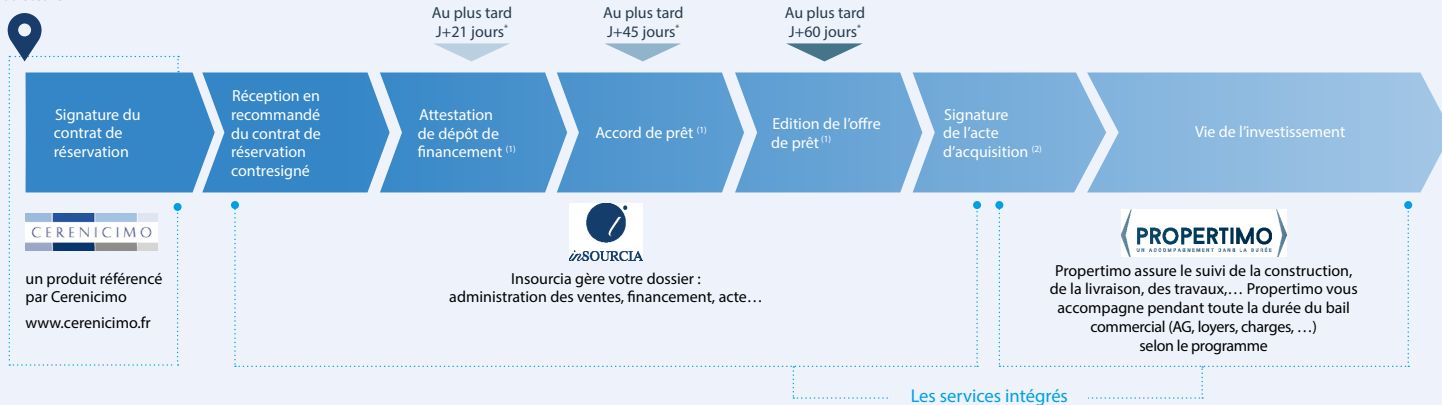 Au plus tard
J+21 jours*
Au plus tard
J+45 jours*
Au plus tard
J+60 jours*
Signature du
contrat de
réservation
Réception en
recommandé
du contrat de
réservation
contresigné
Attestation
de dépôt de
financement (1)
Accord de prêt (1)
Edition de l'offre
de prêt (1)
Signature
de l'acte
d'acquisition (2)
Vie de l'investissement
CERENICIMO
un produit référencé
par Cerenicimo
www.cerenicimo.fr
inSOURCIA
Insourcia gère votre dossier :
administration des ventes, financement, acte…
PROPERTIMO
UN ACCOMPAGNEMENT DANS LA DURÉE
Propertimo assure le suivi de la construction,
de la livraison, des travaux,… Propertimo vous
accompagne pendant toute la durée du bail
commercial (AG, loyers, charges, …)
selon le programme
Les services intégrés